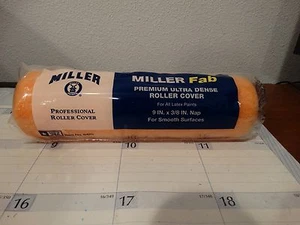 MILLER
PROFESSIONAL
ROLLER COVER
MILLER Fab
PREMIUM ULTRA DENSE
ROLLER COVER
For All Latex Paints
9 IN. x 3/8 IN. Nap
For Smooth Surfaces
9
10
11
16
17
18